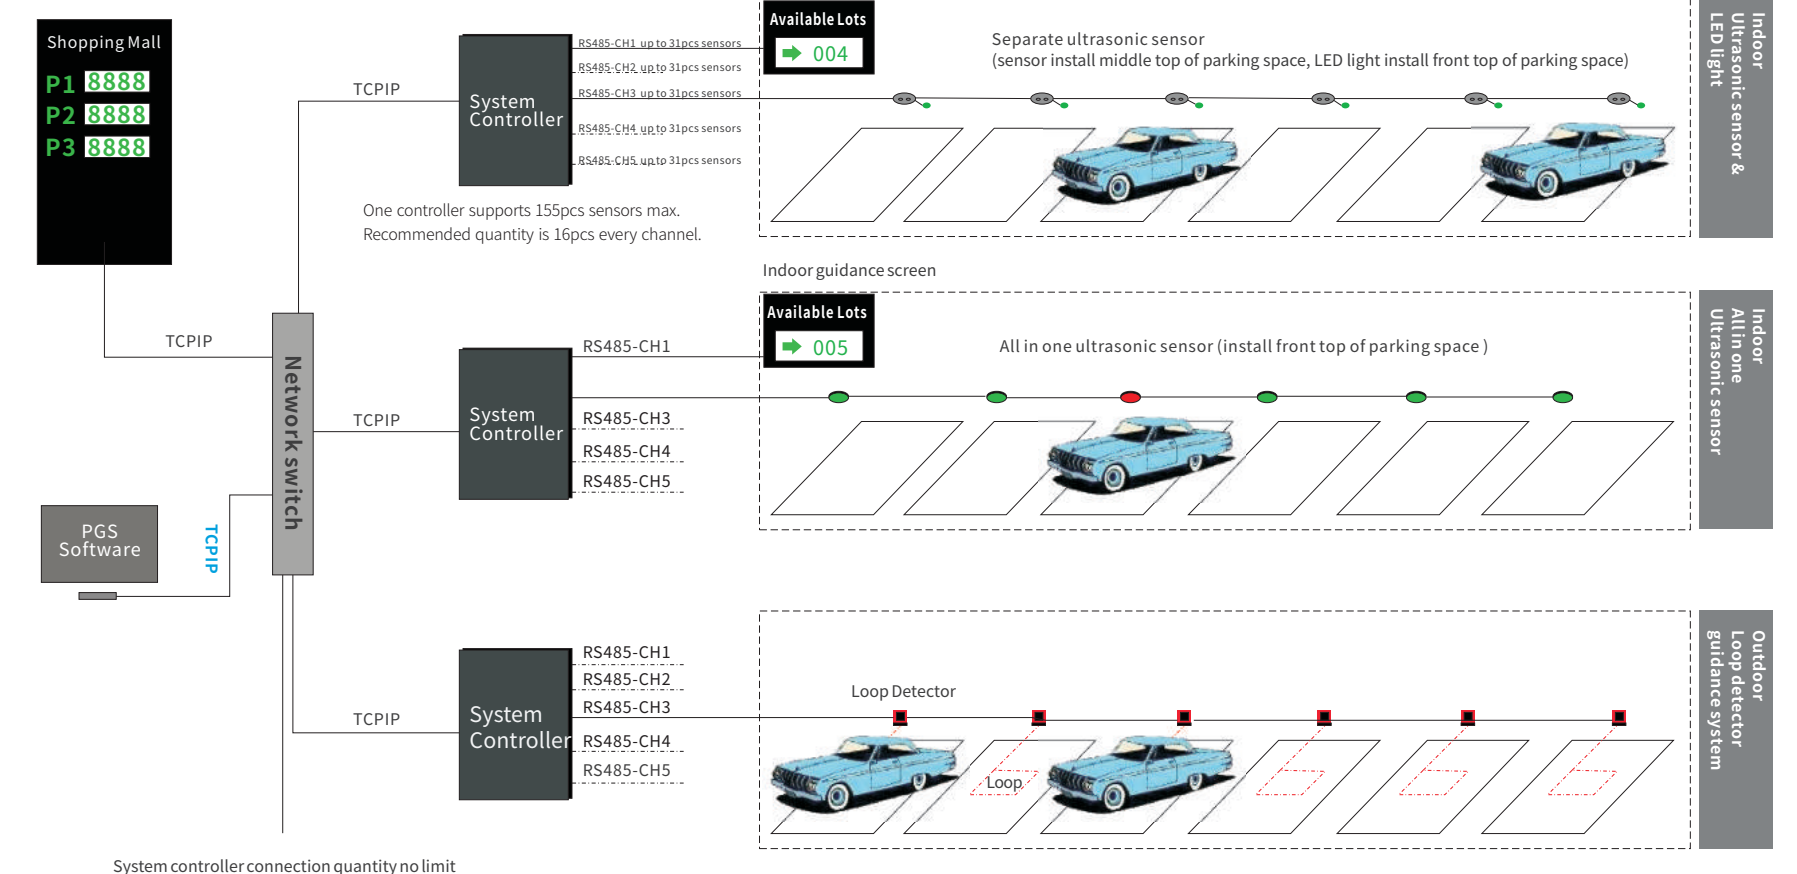 Shopping Mall
P1 8888
P2 8888
P3 8888
TCPIP
System
Controller
RS485-CH1 up to 31pcs sensors
RS485-CH2 up to 31pcs sensors
RS485-CH3 up to 31pcs sensors
RS485-CH4 up to 31pcs sensors
RS485-CH5 up to 31pcs sensors
One controller supports 155pcs sensors max.
Recommended quantity is 16pcs every channel.
Available Lots
004
Separate ultrasonic sensor
(sensor install middle top of parking space, LED light install front top of parking space)
Indoor
Ultrasonic sensor &
LED light
Indoor guidance screen
TCPIP
Network switch
TCPIP
System
Controller
RS485-CH1
RS485-CH3
RS485-CH4
RS485-CH5
Available Lots
005
All in one ultrasonic sensor (install front top of parking space )
Indoor
All in one
Ultrasonic sensor
PGS
Software
TCPIP
TCPIP
System
Controller
RS485-CH1
RS485-CH2
RS485-CH3
RS485-CH4
RS485-CH5
Loop Detector
Loop
Outdoor
Loop detector
guidance system
System controller connection quantity no limit